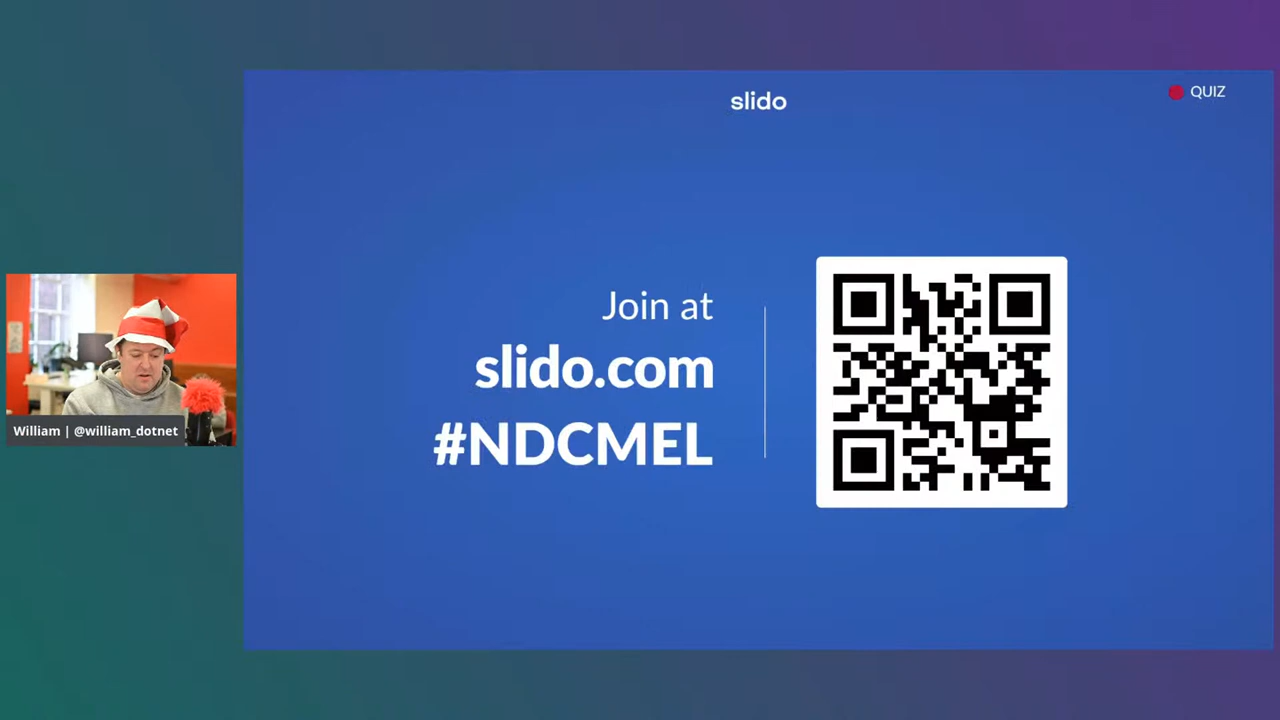 slido
QUIZ
Join at
slido.com
#NDCMEL
William | @william_dotnet